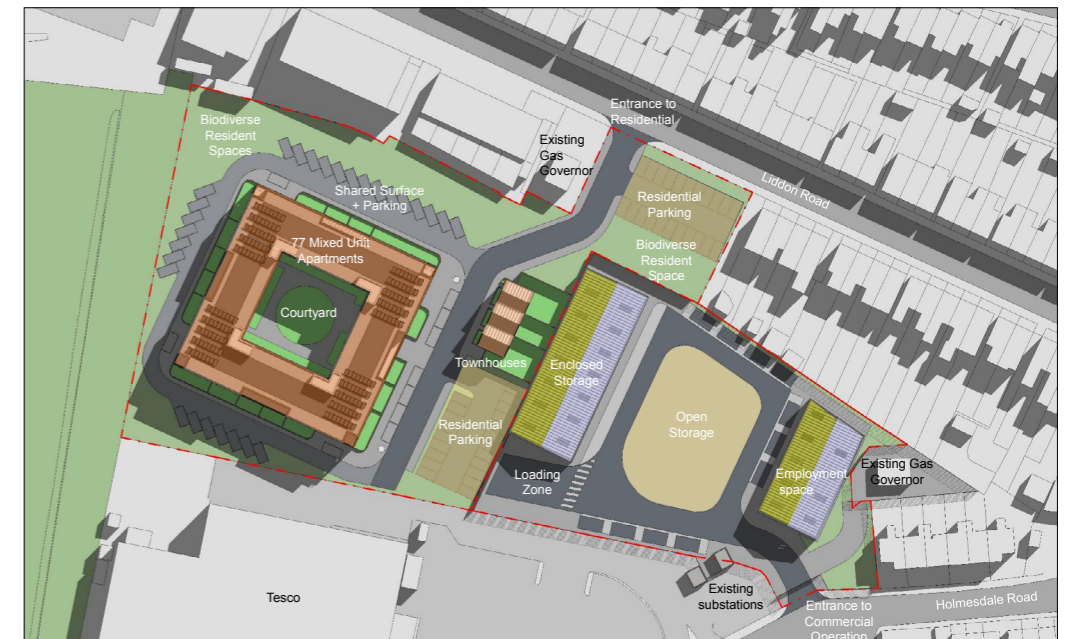 Biodiverse
Resident
Spaces
Entrance to
Residential
Existing
Gas
Governor
Shared Surface
+ Parking
Residential
Parking
Liddon Road
77 Mixed Unit
Apartments
Biodiverse
Resident
Space
Courtyard
Townhouses
Enclosed
Storage
Open
Storage
Residential
Parking
Loading
Zone
Employment
space
Existing Gas
Governor
Tesco
Existing
substations
Holmesdale Road
Entrance to
Commercial
Operation